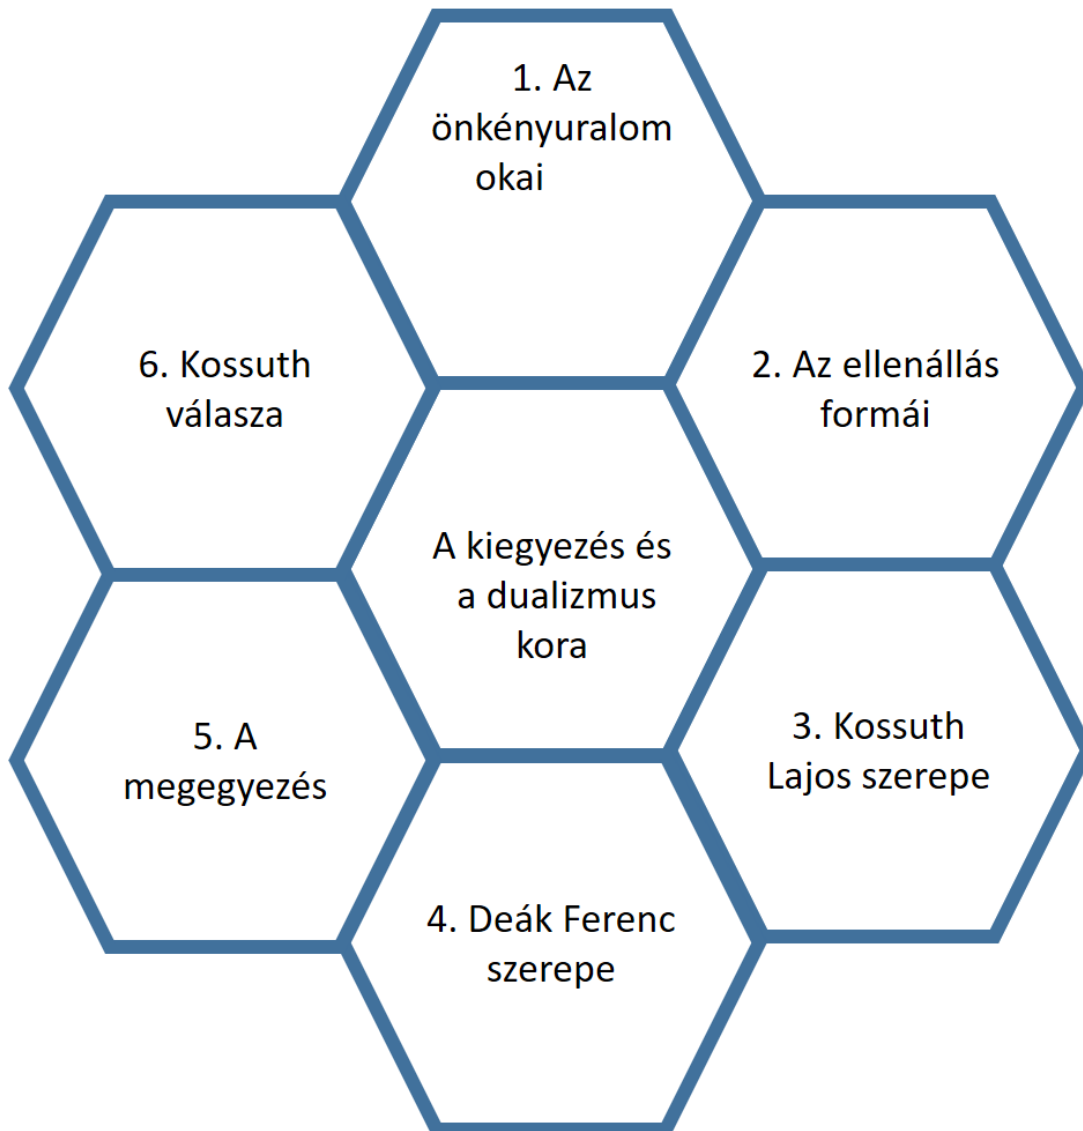 1. Az
önkényuralom
okai
2. Az ellenállás
formái
3. Kossuth
Lajos szerepe
4. Deák Ferenc
szerepe
5. A
megegyezés
6. Kossuth
válasza
A kiegyezés és
a dualizmus
kora